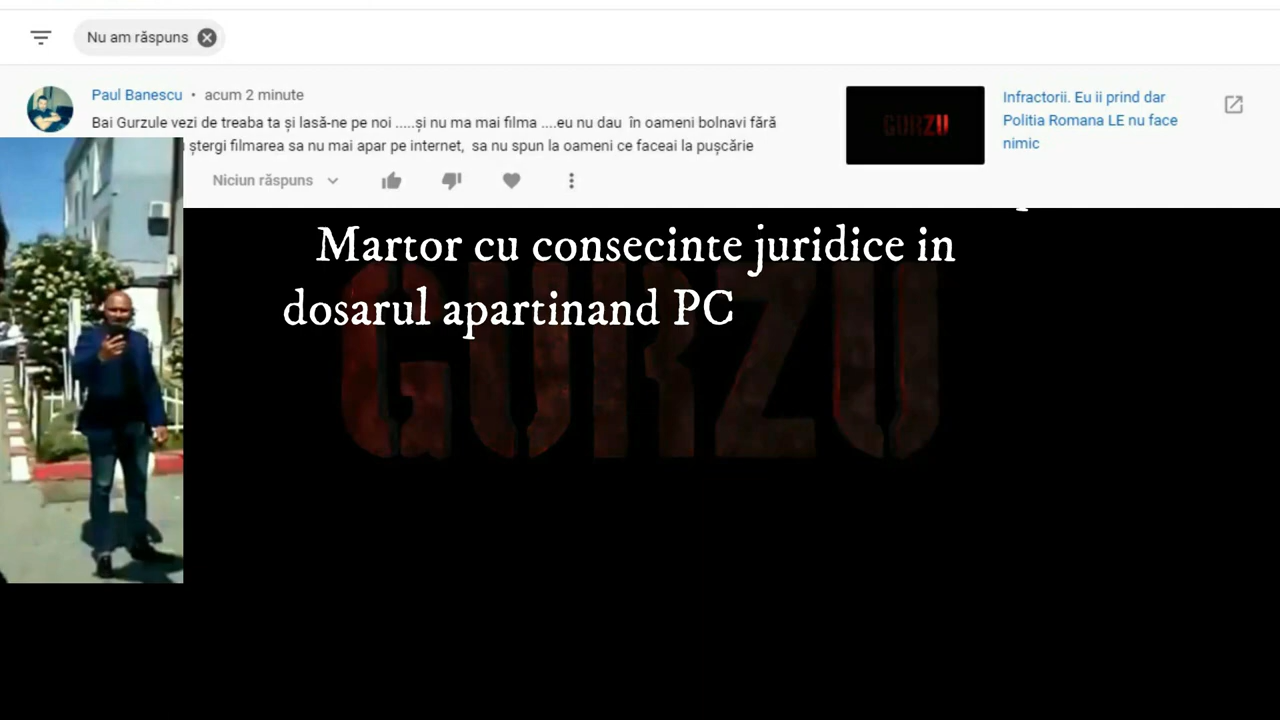 Nu am răspuns
Paul Banescu • acum 2 minute
Bai Gurzule vezi de treaba ta și lasă-ne pe noi .....și nu ma mai filma ....eu nu dau în oameni bolnavi fără
ștergi filmarea sa nu mai apar pe internet, sa nu spun la oameni ce faceai la pușcărie
Niciun răspuns
GURZU
Infractorii. Eu ii prind dar
Politia Romana LE nu face
nimic
Martor cu consecinte juridice in
dosarul apartinand PC
GURZU